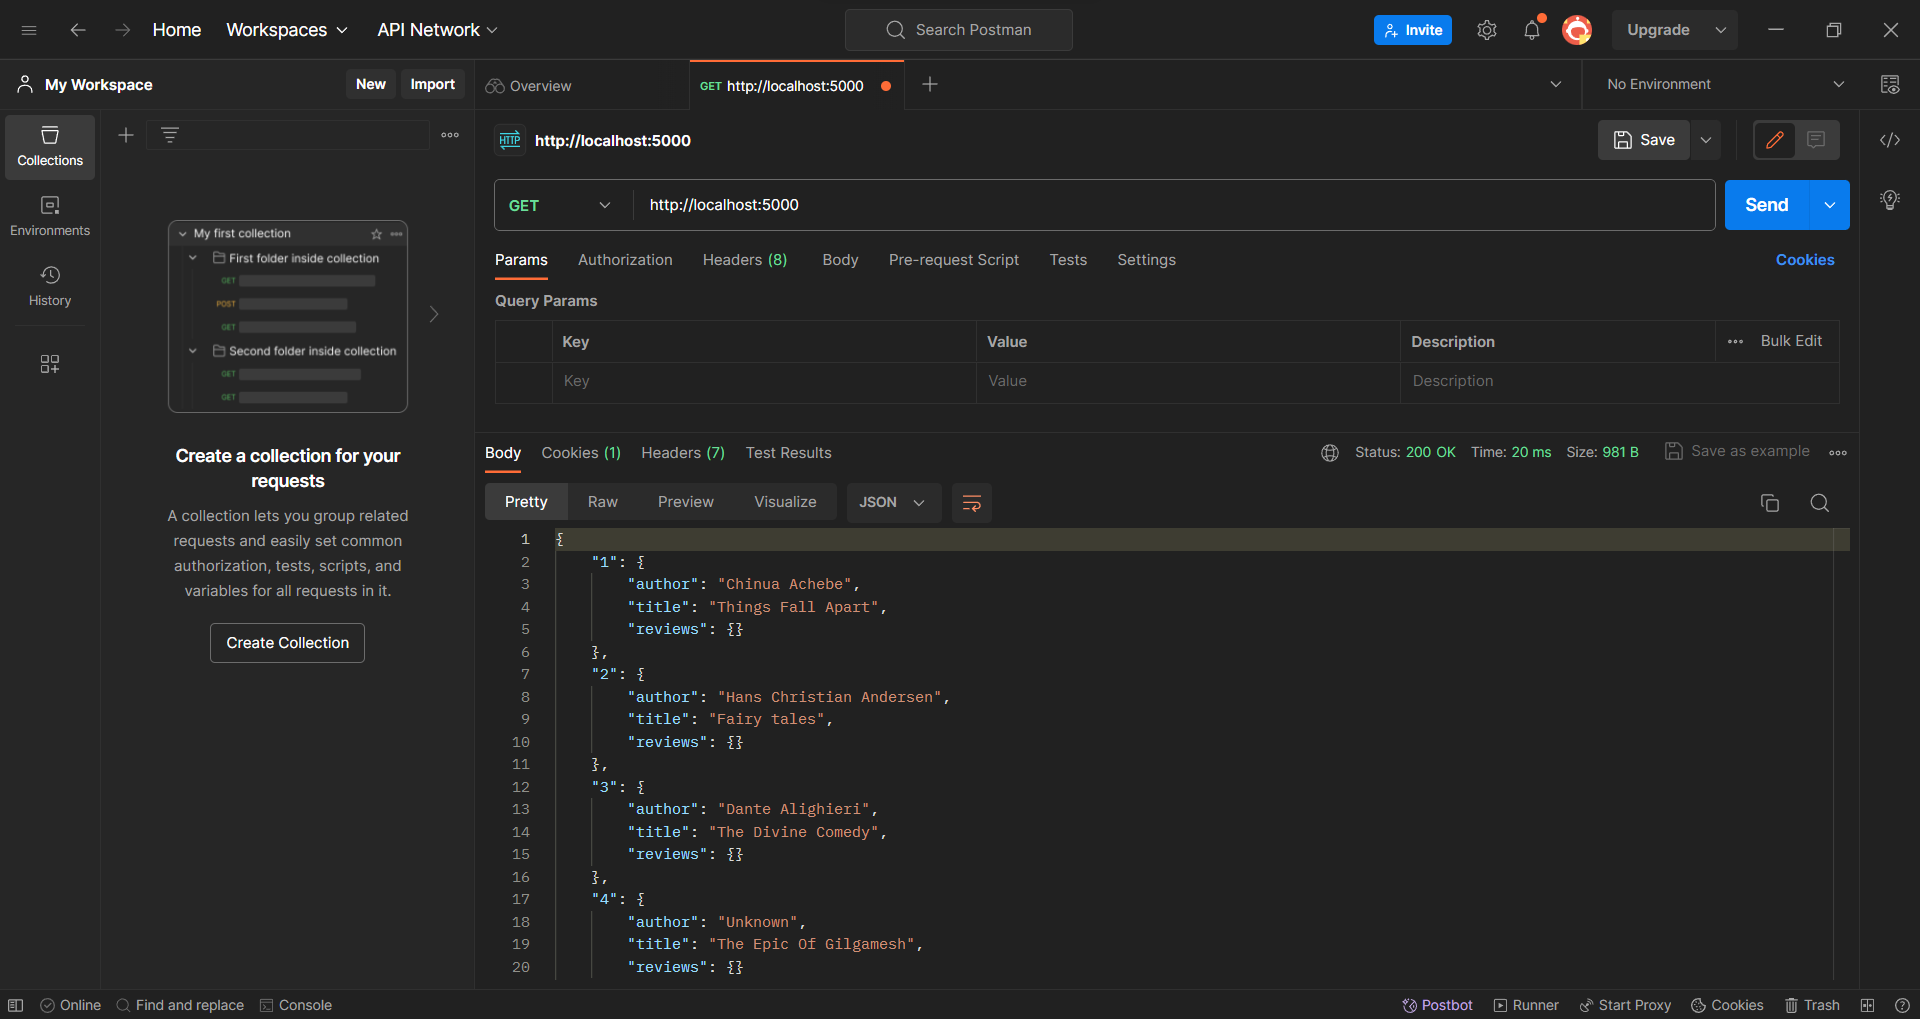 Home Workspaces API Network Search Postman Invite Upgrade
My Workspace New Import Overview GET http://localhost:5000 No Environment
Collections
Environments
History
My first collection
First folder inside collection
GET
POST
GET
Second folder inside collection
GET
GET
Create a collection for your
requests
A collection lets you group related
requests and easily set common
authorization, tests, scripts, and
variables for all requests in it.
Create Collection
HTTP http://localhost:5000 Save
GET http://localhost:5000 Send
Params Authorization Headers (8) Body Pre-request Script Tests Settings Cookies
Query Params
Key Value Description Bulk Edit
Key Value Description
Body Cookies (1) Headers (7) Test Results Status: 200 OK Time: 20 ms Size: 981 B Save as example
Pretty Raw Preview Visualize JSON
1 {
2 "1": {
3 "author": "Chinua Achebe",
4 "title": "Things Fall Apart",
5 "reviews": {}
6 },
7 "2": {
8 "author": "Hans Christian Andersen",
9 "title": "Fairy tales",
10 "reviews": {}
11 },
12 "3": {
13 "author": "Dante Alighieri",
14 "title": "The Divine Comedy",
15 "reviews": {}
16 },
17 "4": {
18 "author": "Unknown",
19 "title": "The Epic Of Gilgamesh",
20 "reviews": {}
Online Find and replace Console Postbot Runner Start Proxy Cookies Trash